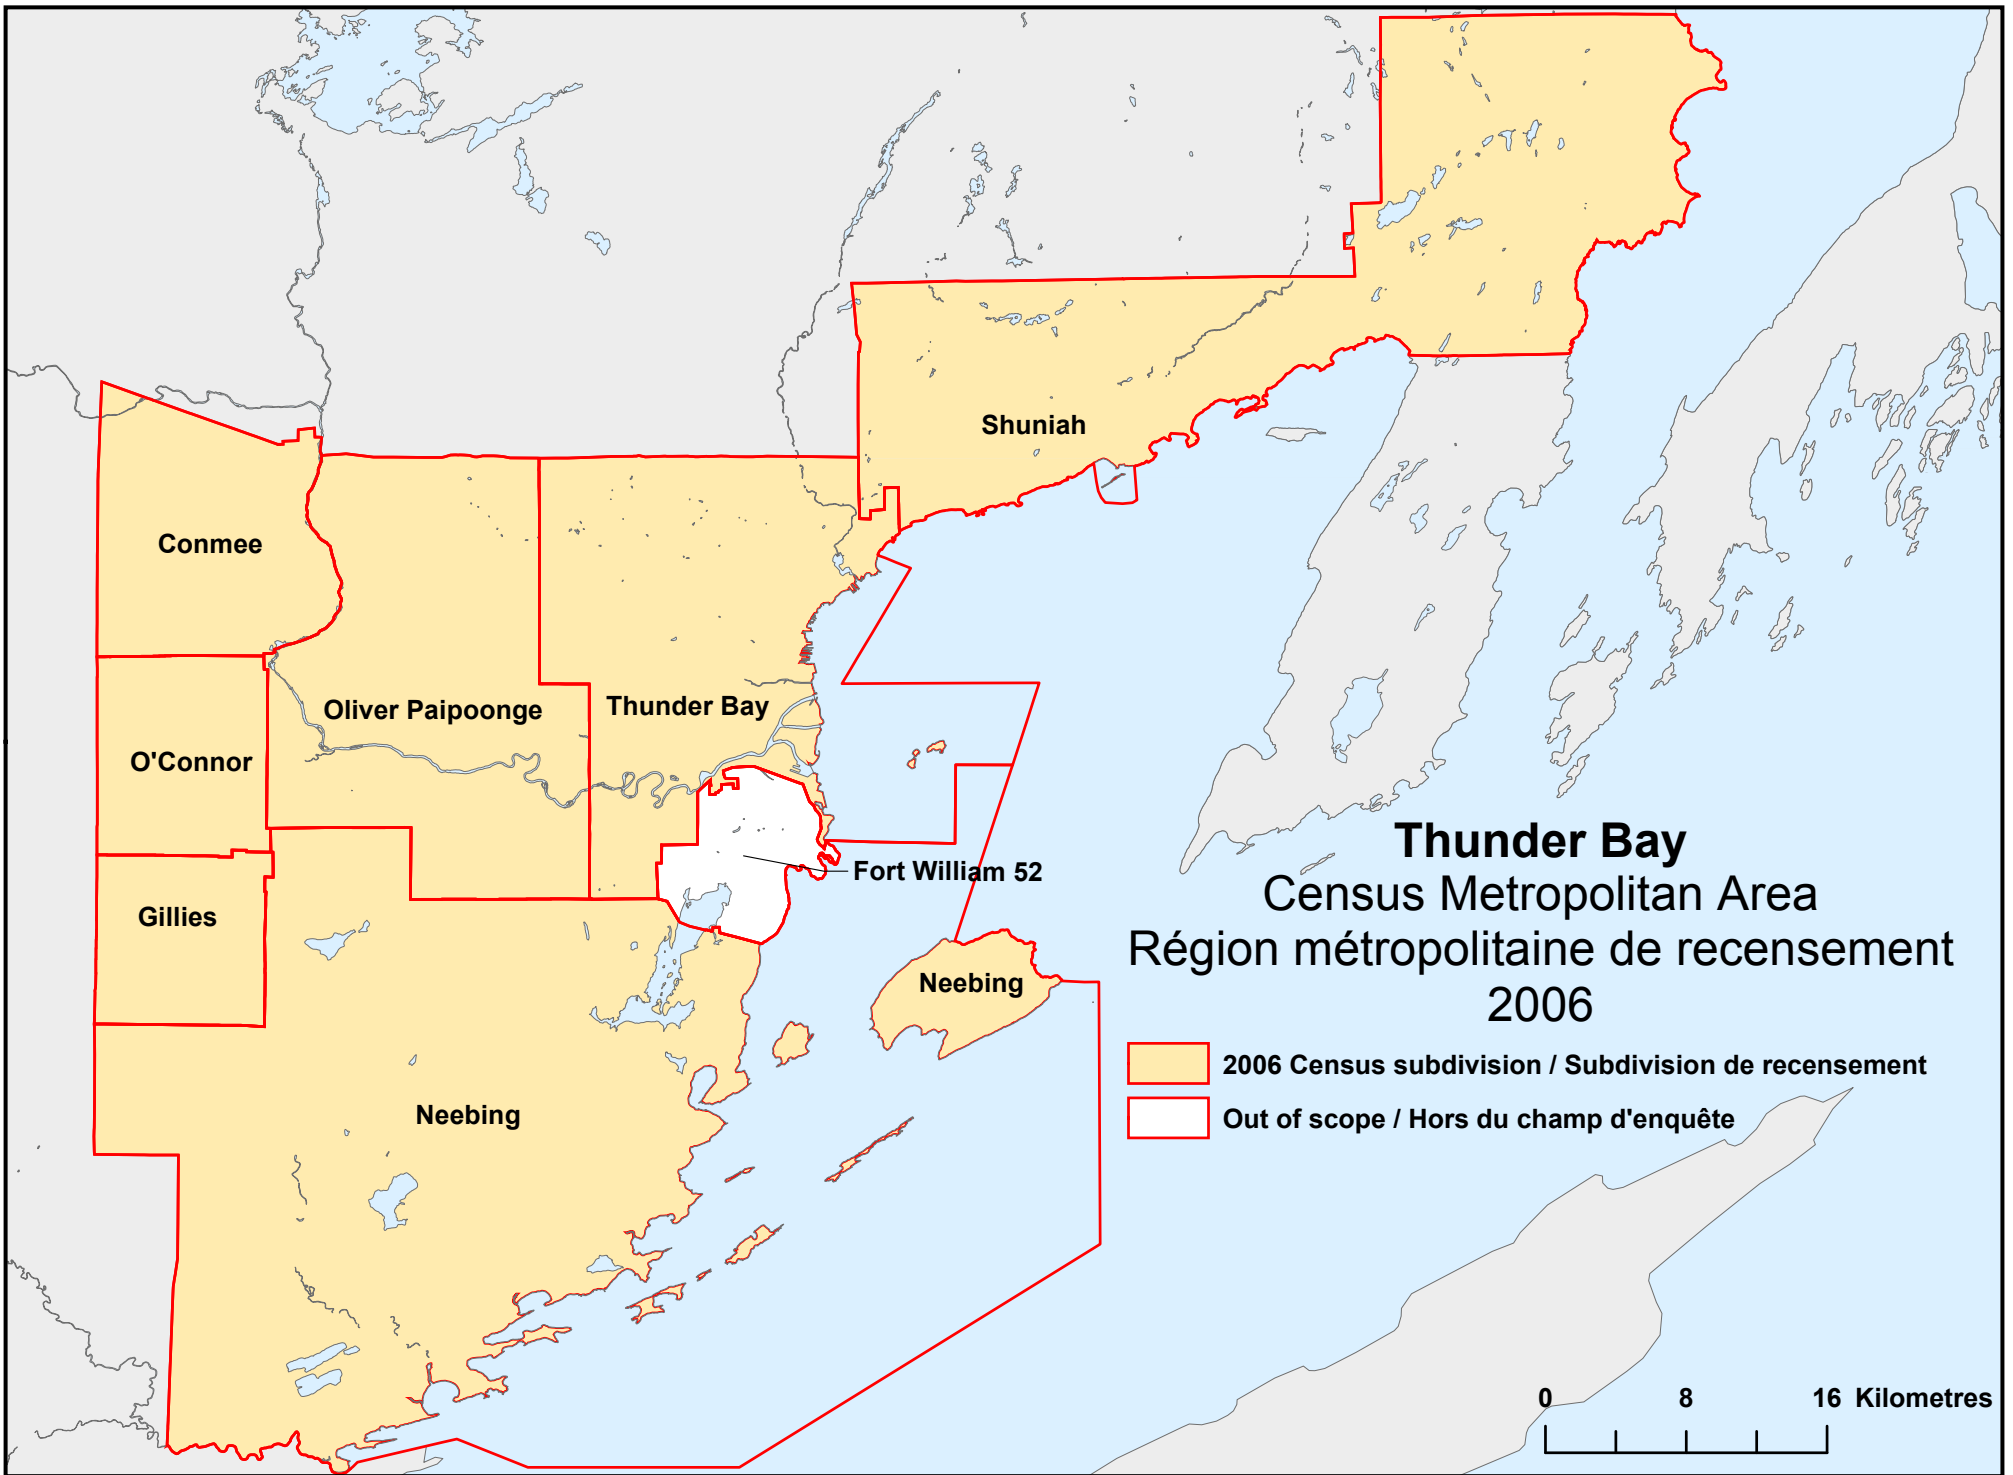 Shuniah
Conmee
Oliver Paipoonge
Thunder Bay
O'Connor
Fort William 52
Gillies
Neebing
Neebing
Thunder Bay
Census Metropolitan Area
Région métropolitaine de recensement
2006
2006 Census subdivision / Subdivision de recensement
Out of scope / Hors du champ d'enquête
0 8 16 Kilometres